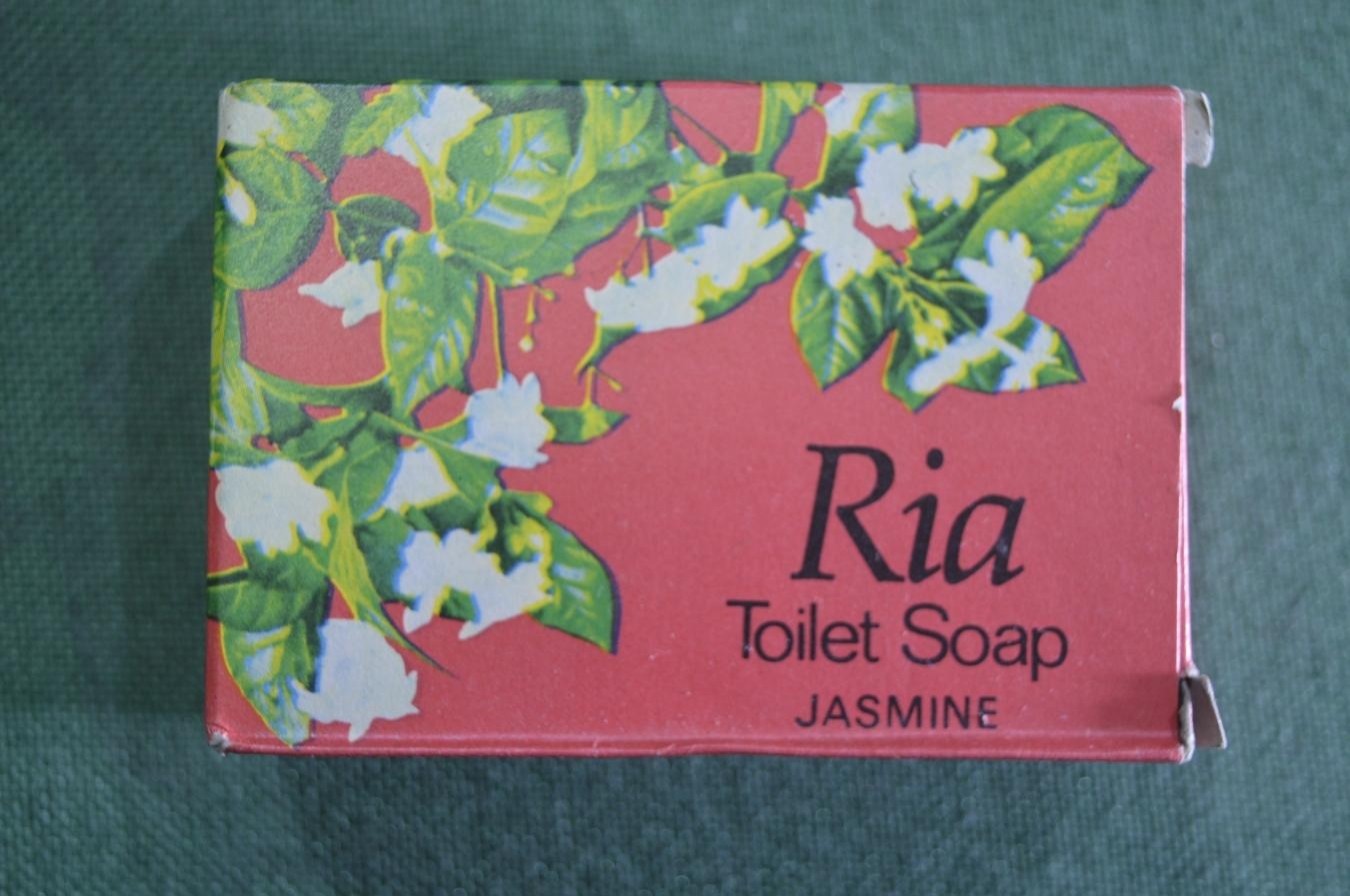 Ria
Toilet Soap
JASMINE